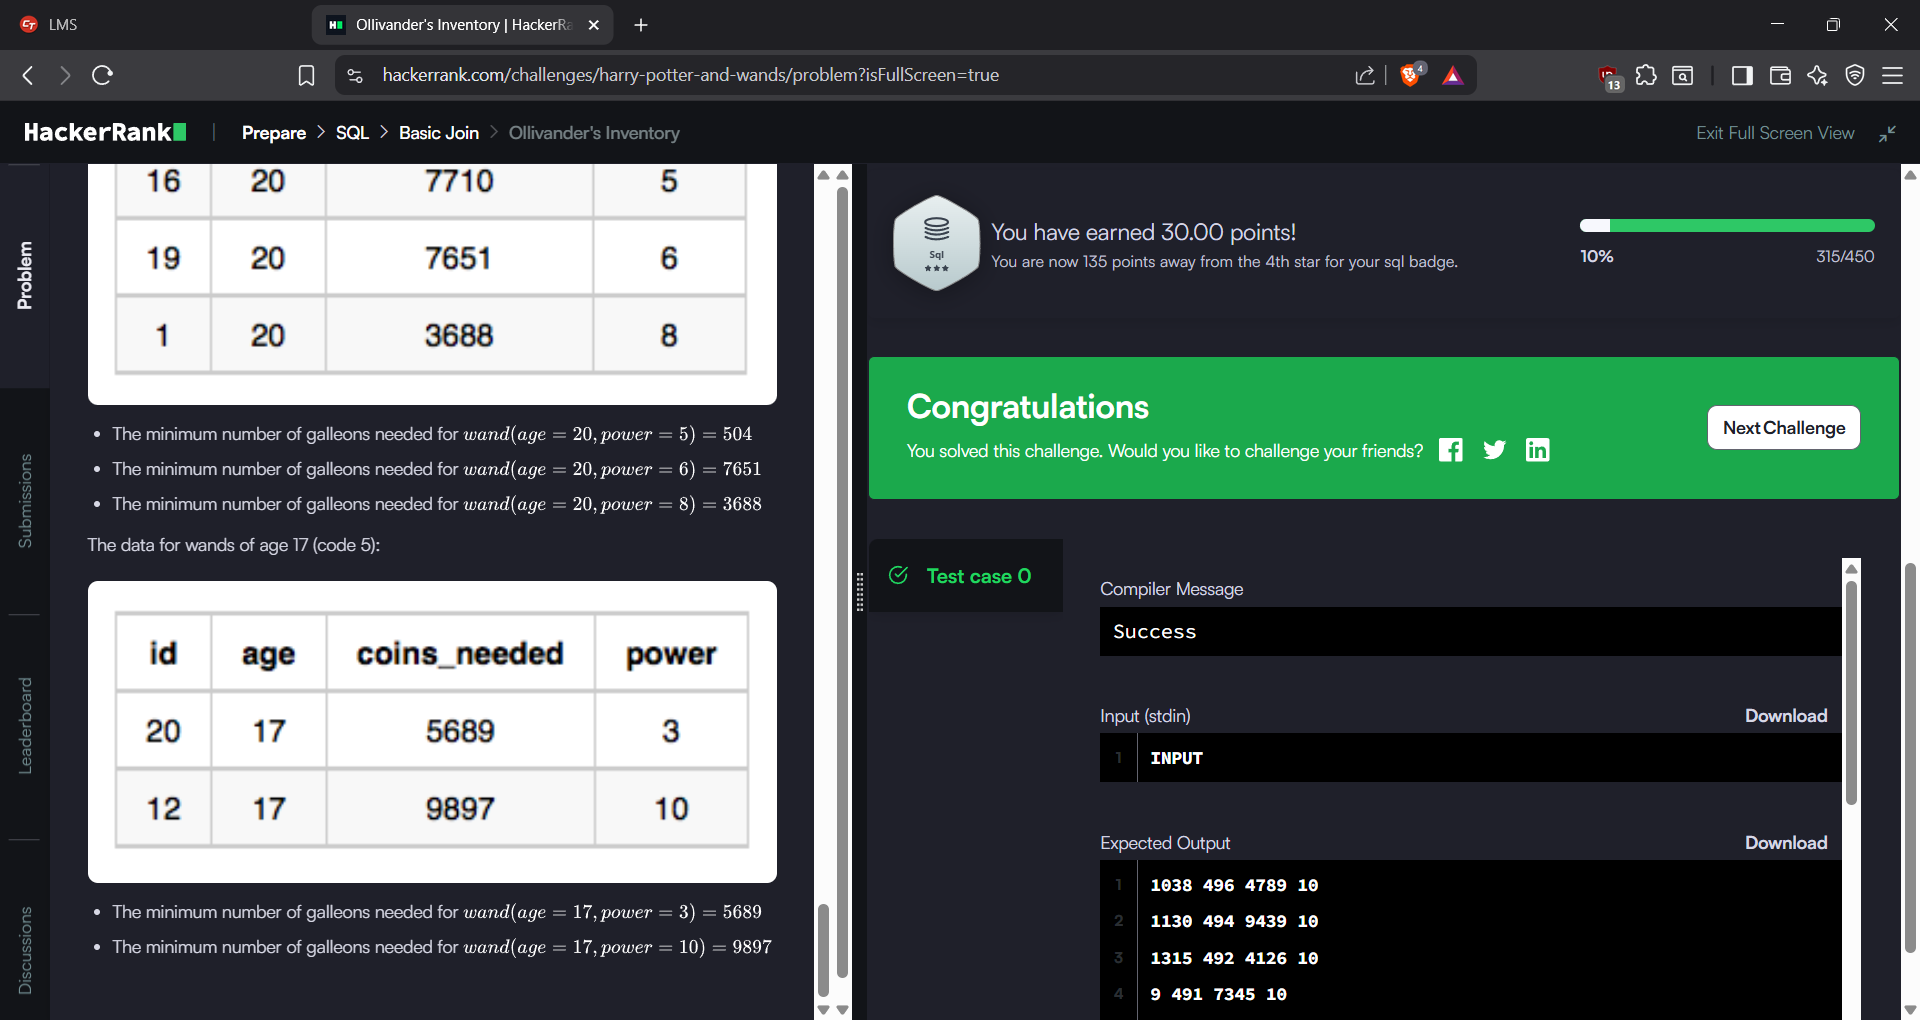 LMS
Ollivander's Inventory | HackerRa
hackerrank.com/challenges/harry-potter-and-wands/problem?isFullScreen=true
4
13
HackerRank
Prepare > SQL > Basic Join > Ollivander's Inventory
Exit Full Screen View
Problem
Submissions
Leaderboard
Discussions
16 20 7710 5
19 20 7651 6
1 20 3688 8
• The minimum number of galleons needed for wand(age = 20, power = 5) = 504
• The minimum number of galleons needed for wand(age = 20, power = 6) = 7651
• The minimum number of galleons needed for wand(age = 20, power = 8) = 3688
The data for wands of age 17 (code 5):
id age coins_needed power
20 17 5689 3
12 17 9897 10
• The minimum number of galleons needed for wand(age = 17, power = 3) = 5689
• The minimum number of galleons needed for wand(age = 17, power = 10) = 9897
Sql
You have earned 30.00 points!
You are now 135 points away from the 4th star for your sql badge.
10% 315/450
Congratulations
You solved this challenge. Would you like to challenge your friends?
Next Challenge
Test case 0
Compiler Message
Success
Input (stdin) Download
1 INPUT
Expected Output Download
1 1038 496 4789 10
2 1130 494 9439 10
3 1315 492 4126 10
4 9 491 7345 10